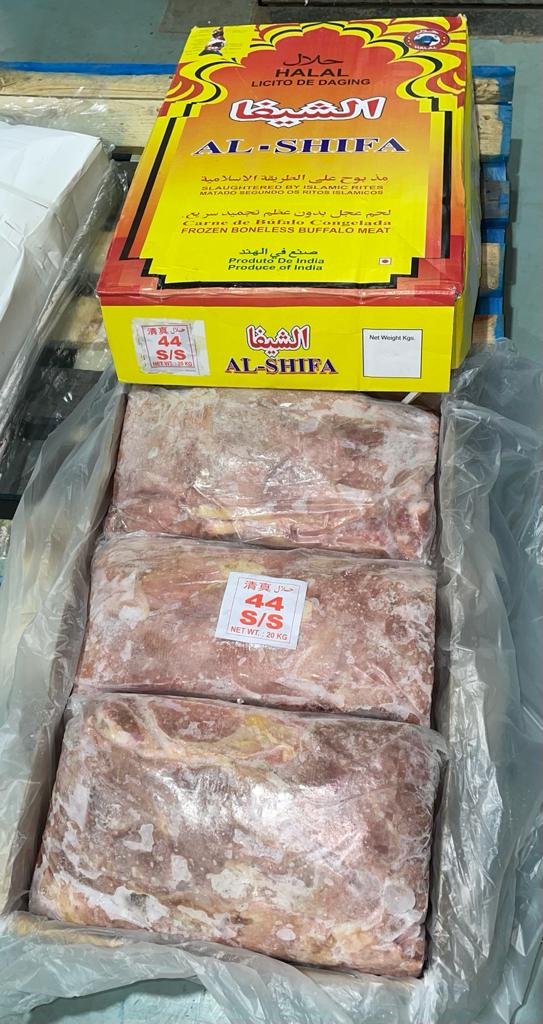 حلال
HALAL
LICITO DE DAGING
HALAL
الشيفا
AL-SHIFA
مذبوح على الطريقة الاسلامية
SLAUGHTERED BY ISLAMIC RITES
MATADO SEGUNDO OS RITOS ISLAMICOS
لحم عجل بدون عظم تجميد سريع
Carne de Búfalo Congelada
FROZEN BONELESS BUFFALO MEAT
صنع في الهند
Produto De India
Produce of India
清真 حلال
44
S/S
NET WT.: 20 KG
الشيفا
AL-SHIFA
Net Weight Kgs.
清真 حلال
44
S/S
NET WT.: 20 KG